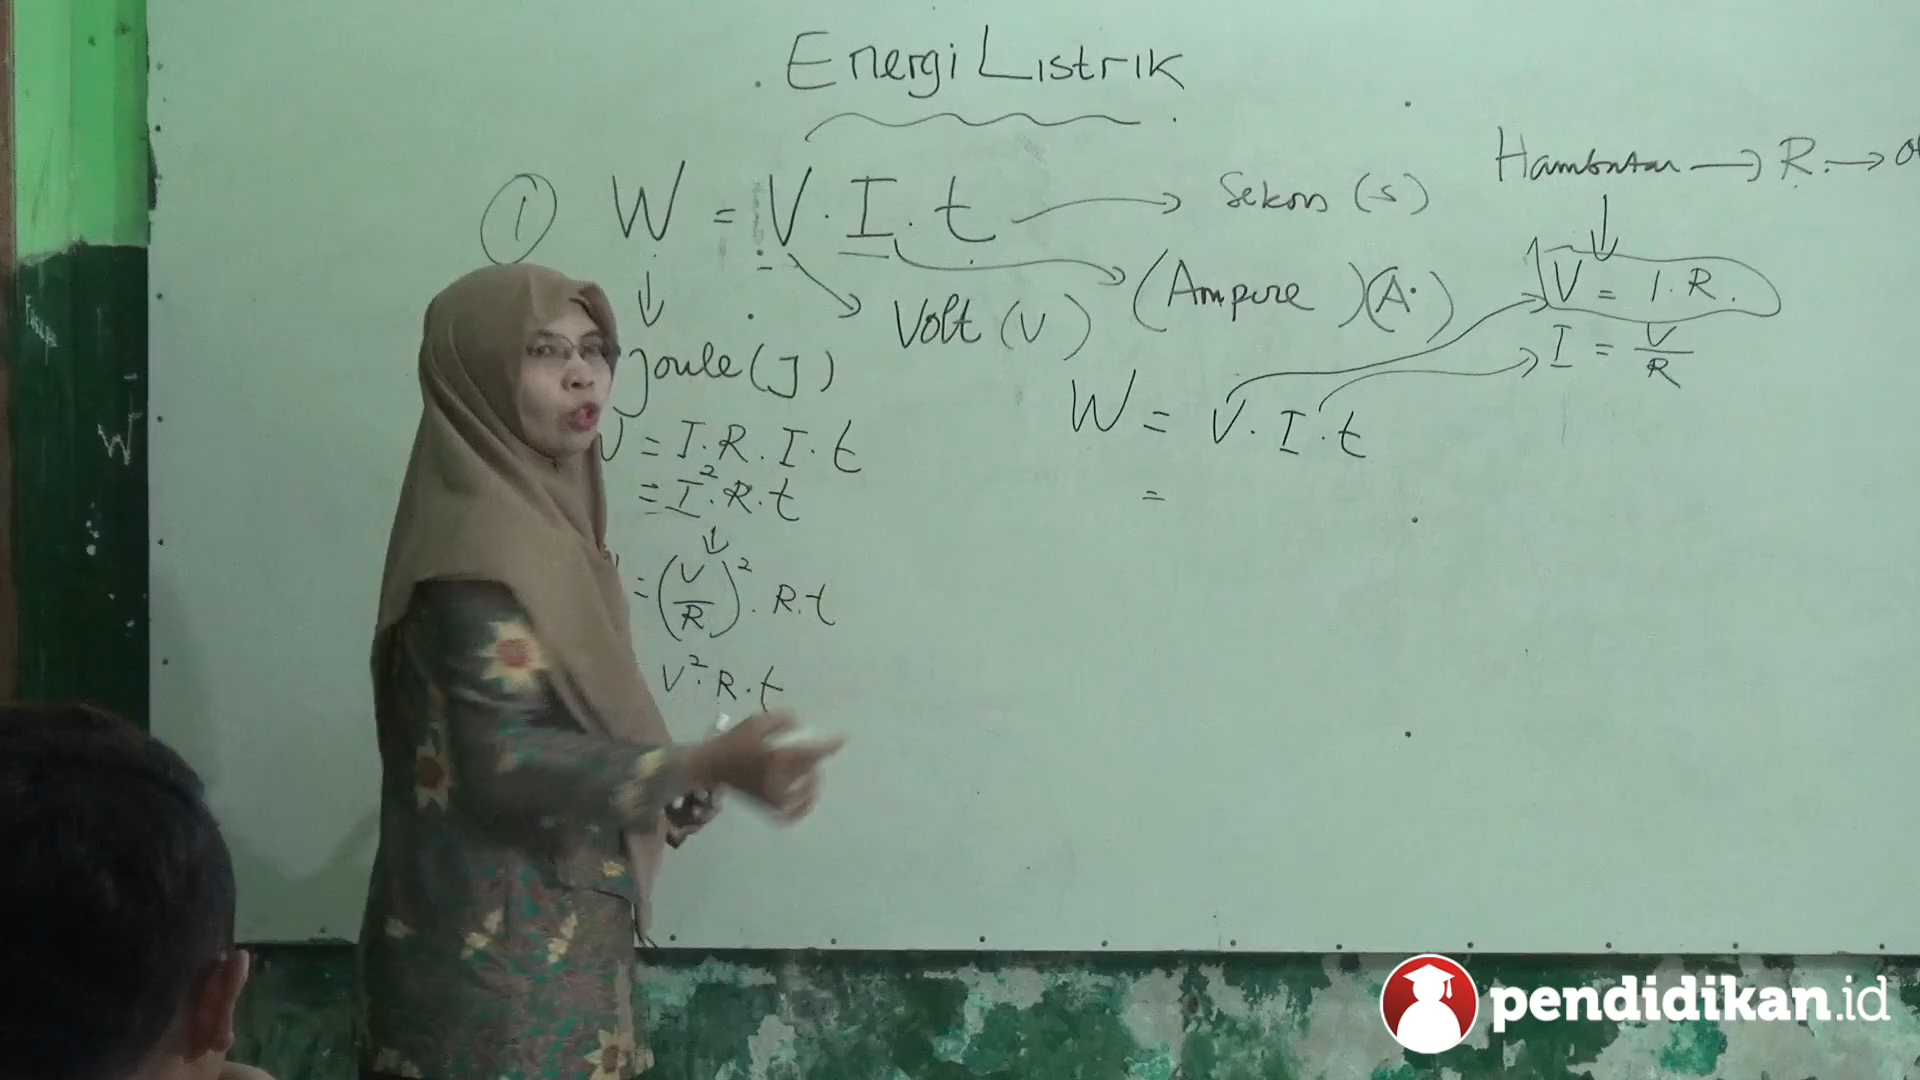 Energi Listrik
① W = V . I . t → Sekon (s)
Hambatan → R →
Joule (J)
Volt (V)
(Ampere) (A)
V = I . R .
I = V/R
W = V . I . t
=
= I . R . I . t
= I² . R . t
= (V/R)² . R . t
V² . R . t
W
pendidikan.id